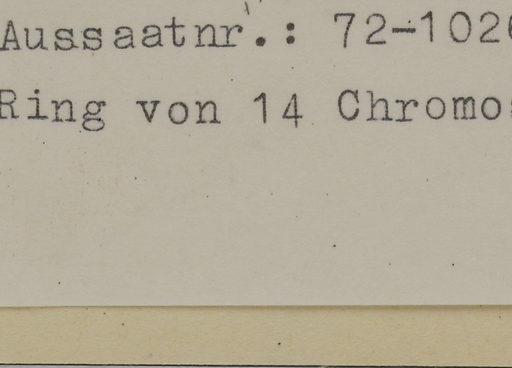 Aussaatnr.: 72-102
Ring von 14 Chromo